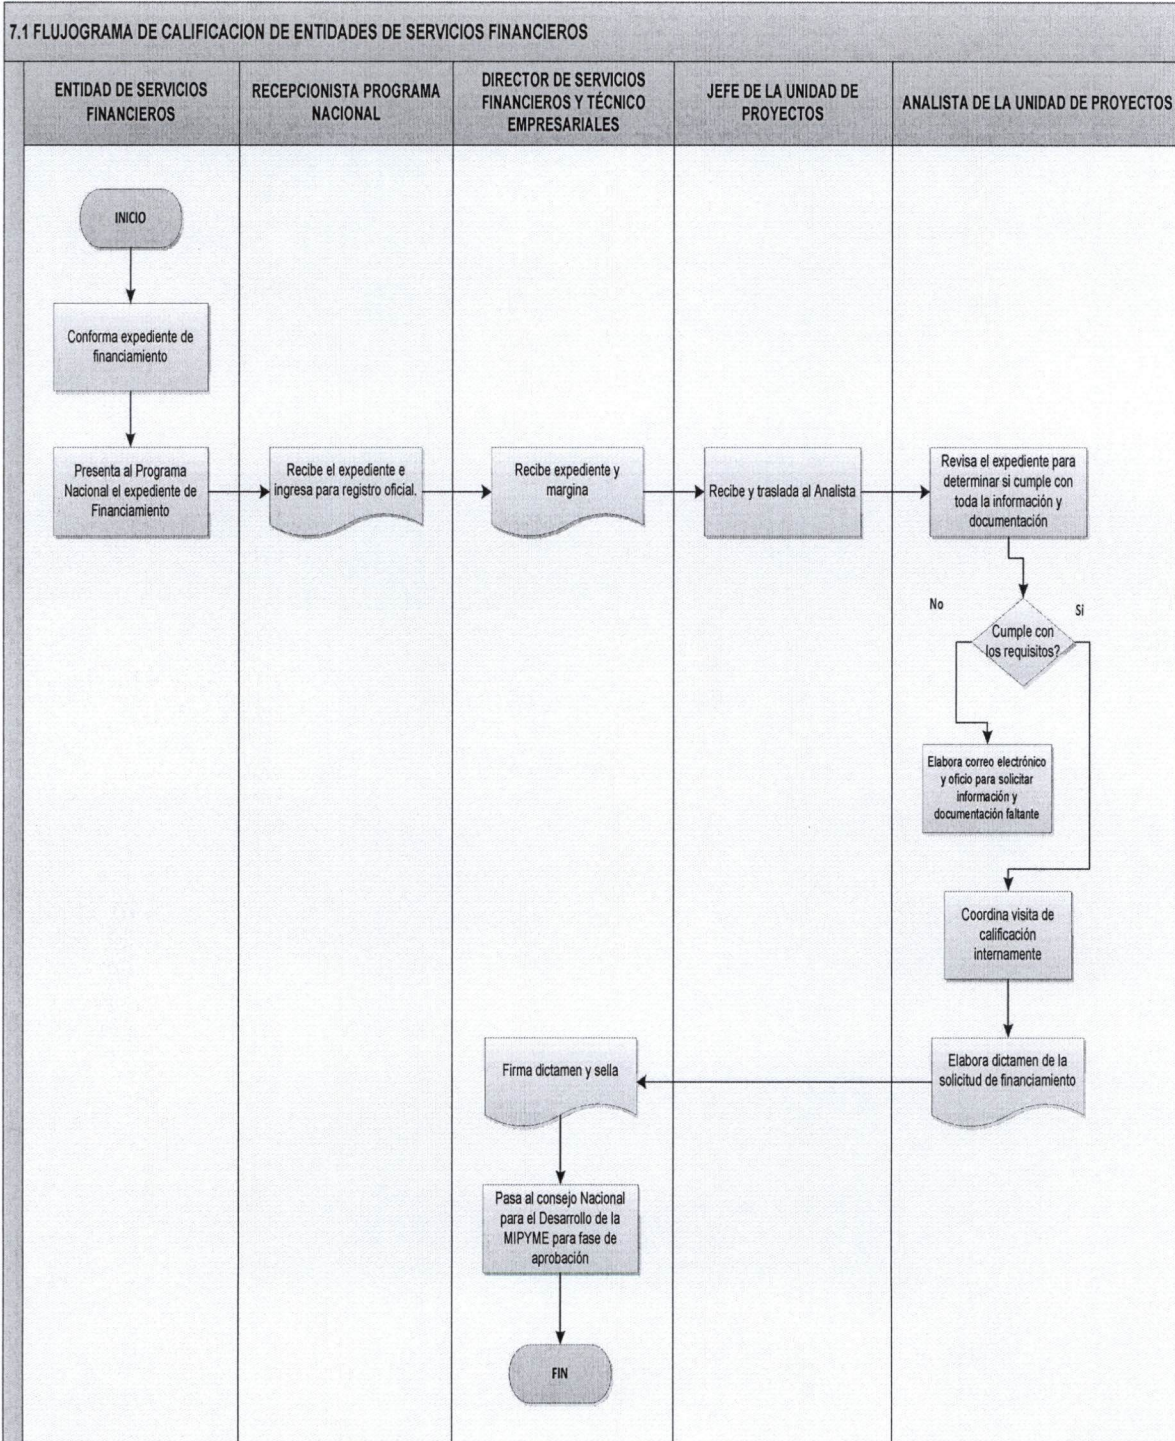 7.1 FLUJOGRAMA DE CALIFICACION DE ENTIDADES DE SERVICIOS FINANCIEROS
ENTIDAD DE SERVICIOS
FINANCIEROS
RECEPCIONISTA PROGRAMA
NACIONAL
DIRECTOR DE SERVICIOS
FINANCIEROS Y TÉCNICO
EMPRESARIALES
JEFE DE LA UNIDAD DE
PROYECTOS
ANALISTA DE LA UNIDAD DE PROYECTOS
INICIO
Conforma expediente de
financiamiento
Presenta al Programa
Nacional el expediente de
Financiamiento
Recibe el expediente e
ingresa para registro oficial.
Recibe expediente y
margina
Recibe y traslada al Analista
Revisa el expediente para
determinar si cumple con
toda la información y
documentación
No
Si
Cumple con
los requisitos?
Elabora correo electrónico
y oficio para solicitar
información y
documentación faltante
Coordina visita de
calificación
internamente
Elabora dictamen de la
solicitud de financiamiento
Firma dictamen y sella
Pasa al consejo Nacional
para el Desarrollo de la
MIPYME para fase de
aprobación
FIN